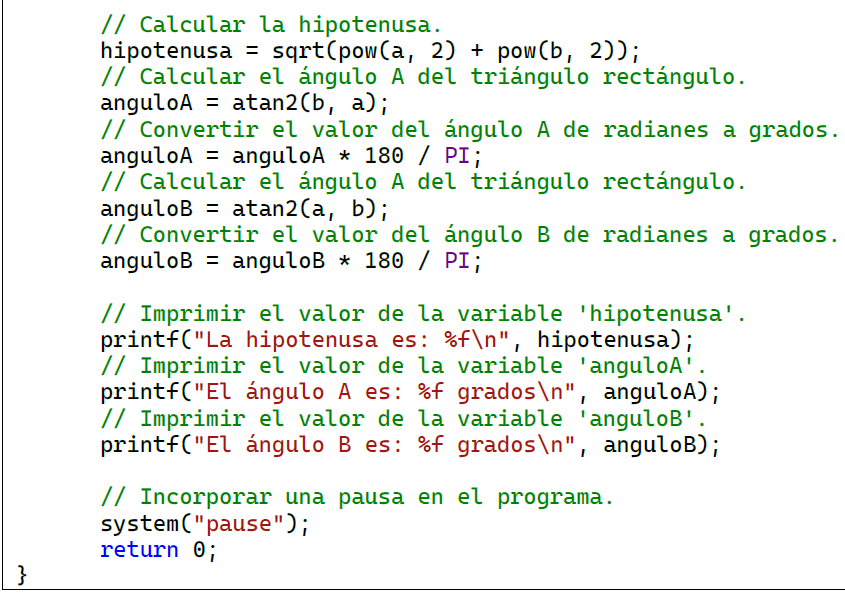 // Calcular la hipotenusa.
hipotenusa = sqrt(pow(a, 2) + pow(b, 2));
// Calcular el ángulo A del triángulo rectángulo.
anguloA = atan2(b, a);
// Convertir el valor del ángulo A de radianes a grados.
anguloA = anguloA * 180 / PI;
// Calcular el ángulo A del triángulo rectángulo.
anguloB = atan2(a, b);
// Convertir el valor del ángulo B de radianes a grados.
anguloB = anguloB * 180 / PI;
// Imprimir el valor de la variable 'hipotenusa'.
printf("La hipotenusa es: %f\n", hipotenusa);
// Imprimir el valor de la variable 'anguloA'.
printf("El ángulo A es: %f grados\n", anguloA);
// Imprimir el valor de la variable 'anguloB'.
printf("El ángulo B es: %f grados\n", anguloB);
// Incorporar una pausa en el programa.
system("pause");
return 0;
}